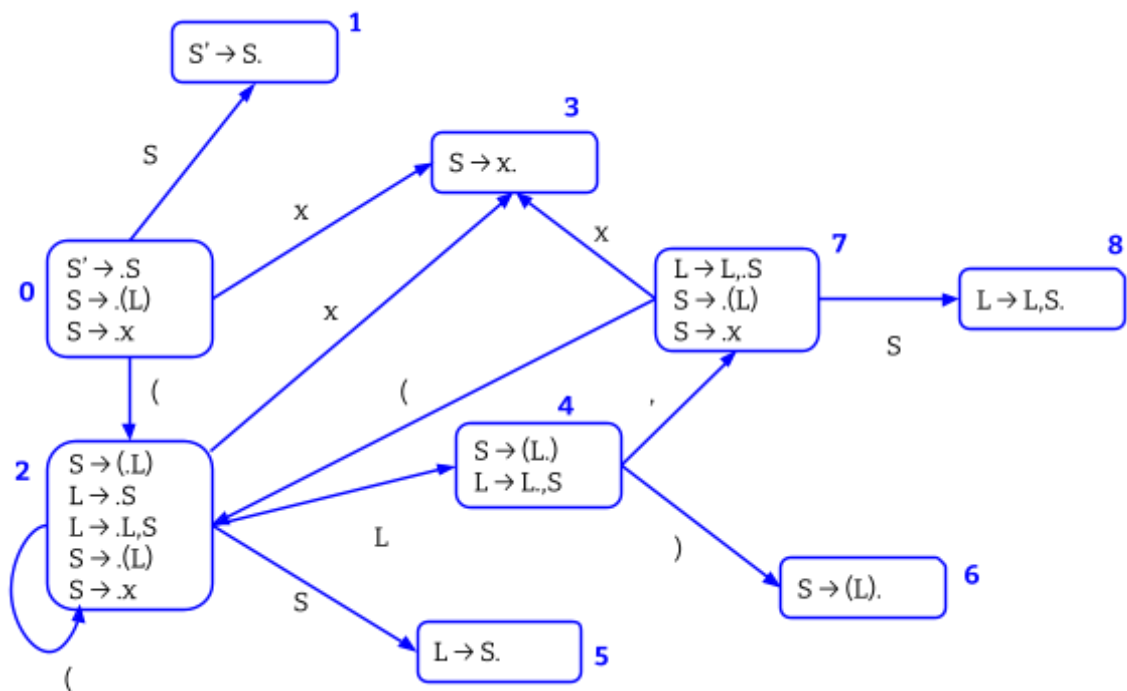 1
S' → S.
S
3
S → x.
x
0
S' → .S
S → .(L)
S → .x
x
x
7
L → L,.S
S → .(L)
S → .x
8
L → L,S.
S
(
(
,
4
S → (L.)
L → L.,S
2
S → (.L)
L → .S
L → .L,S
S → .(L)
S → .x
L
)
6
S → (L).
S
5
L → S.
(